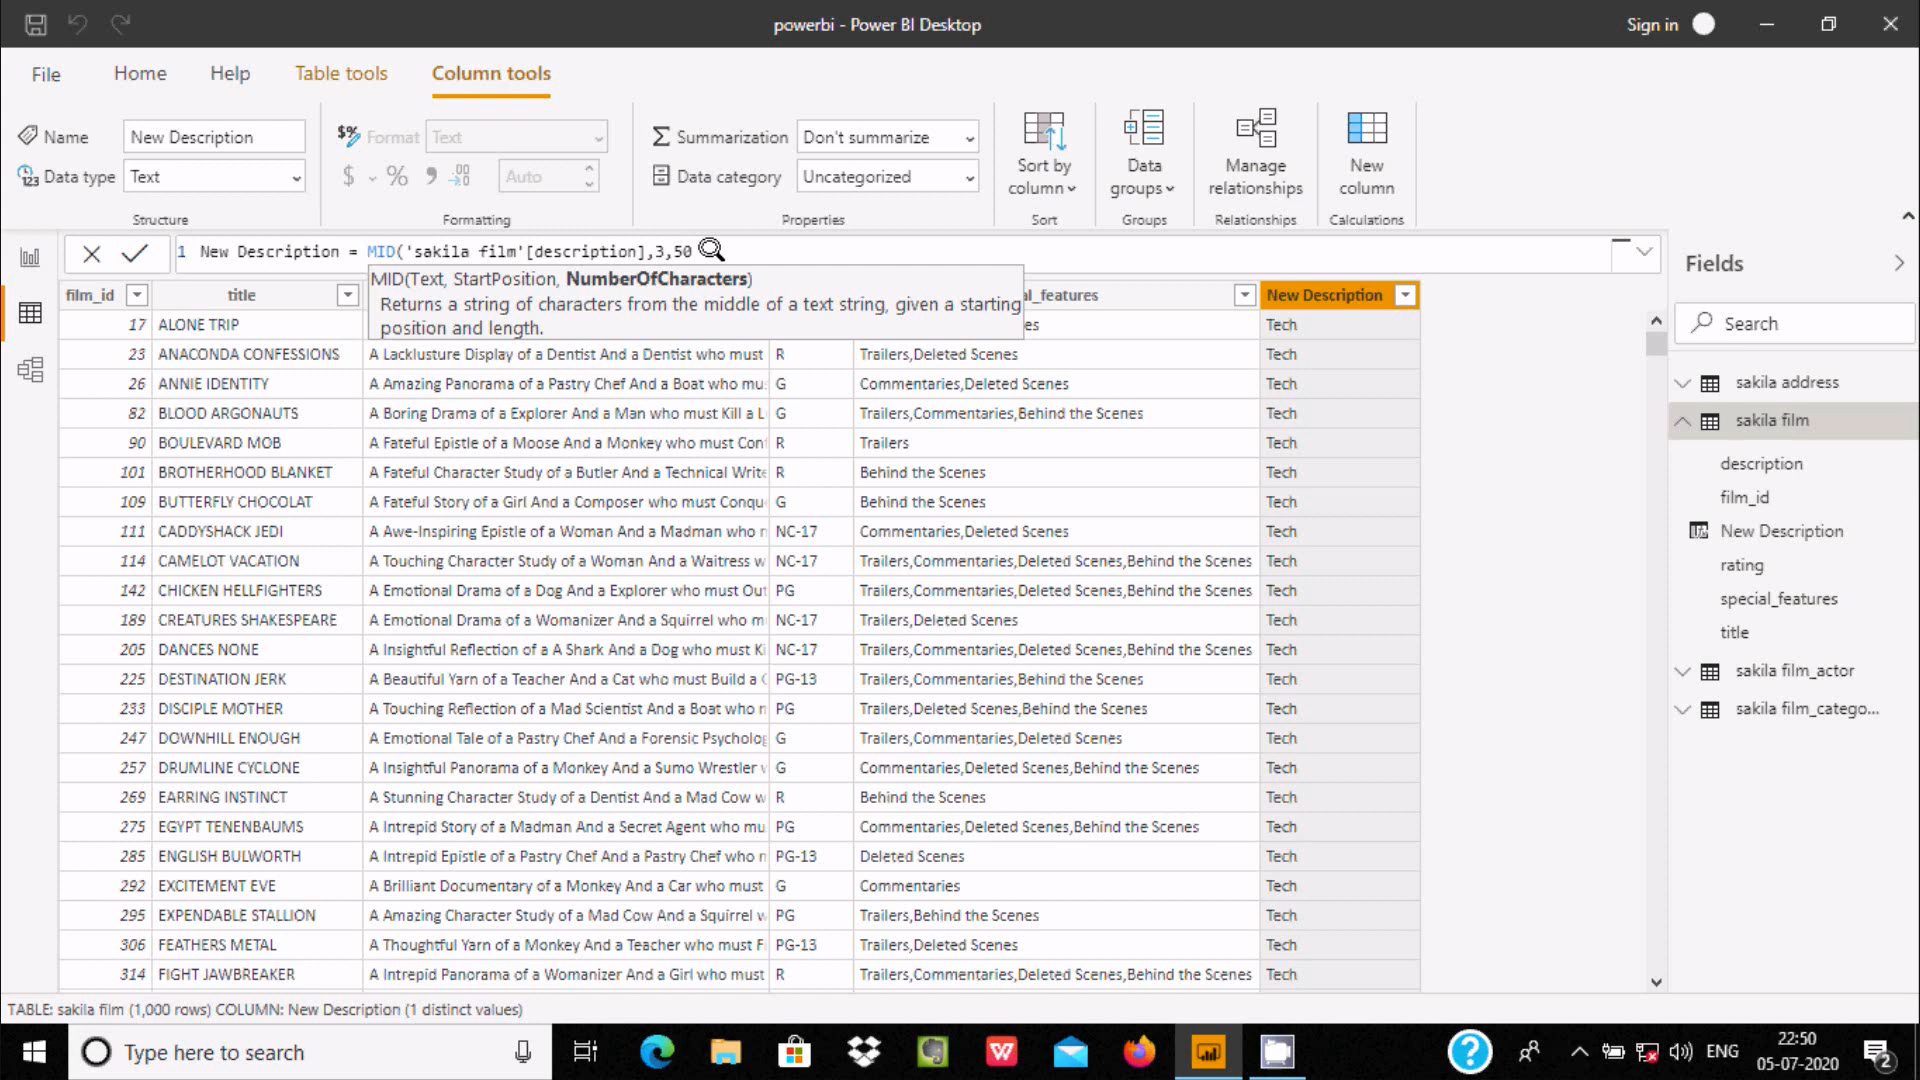 powerbi - Power BI Desktop
Sign in
File Home Help Table tools Column tools
Name New Description
Data type Text
Structure
Format Text
$ % 9 .00 Auto
Formatting
Summarization Don't summarize
Data category Uncategorized
Properties
Sort by column
Sort
Data groups
Groups
Manage relationships
Relationships
New column
Calculations
1 New Description = MID('sakila film'[description],3,50
MID(Text, StartPosition, NumberOfCharacters)
Returns a string of characters from the middle of a text string, given a starting
position and length.
film_id title l_features New Description
17 ALONE TRIP es Tech
23 ANACONDA CONFESSIONS A Lacklusture Display of a Dentist And a Dentist who must R Trailers,Deleted Scenes Tech
26 ANNIE IDENTITY A Amazing Panorama of a Pastry Chef And a Boat who mu G Commentaries,Deleted Scenes Tech
82 BLOOD ARGONAUTS A Boring Drama of a Explorer And a Man who must Kill a L G Trailers,Commentaries,Behind the Scenes Tech
90 BOULEVARD MOB A Fateful Epistle of a Moose And a Monkey who must Con R Trailers Tech
101 BROTHERHOOD BLANKET A Fateful Character Study of a Butler And a Technical Write R Behind the Scenes Tech
109 BUTTERFLY CHOCOLAT A Fateful Story of a Girl And a Composer who must Conqu G Behind the Scenes Tech
111 CADDYSHACK JEDI A Awe-Inspiring Epistle of a Woman And a Madman who n NC-17 Commentaries,Deleted Scenes Tech
114 CAMELOT VACATION A Touching Character Study of a Woman And a Waitress w NC-17 Trailers,Commentaries,Deleted Scenes,Behind the Scenes Tech
142 CHICKEN HELLFIGHTERS A Emotional Drama of a Dog And a Explorer who must Out PG Trailers,Commentaries,Deleted Scenes,Behind the Scenes Tech
189 CREATURES SHAKESPEARE A Emotional Drama of a Womanizer And a Squirrel who m NC-17 Trailers,Deleted Scenes Tech
205 DANCES NONE A Insightful Reflection of a A Shark And a Dog who must Ki NC-17 Trailers,Commentaries,Deleted Scenes,Behind the Scenes Tech
225 DESTINATION JERK A Beautiful Yarn of a Teacher And a Cat who must Build a C PG-13 Trailers,Commentaries,Behind the Scenes Tech
233 DISCIPLE MOTHER A Touching Reflection of a Mad Scientist And a Boat who n PG Trailers,Deleted Scenes,Behind the Scenes Tech
247 DOWNHILL ENOUGH A Emotional Tale of a Pastry Chef And a Forensic Psycholog G Trailers,Commentaries,Deleted Scenes Tech
257 DRUMLINE CYCLONE A Insightful Panorama of a Monkey And a Sumo Wrestler v G Commentaries,Deleted Scenes,Behind the Scenes Tech
269 EARRING INSTINCT A Stunning Character Study of a Dentist And a Mad Cow w R Behind the Scenes Tech
275 EGYPT TENENBAUMS A Intrepid Story of a Madman And a Secret Agent who mu PG Commentaries,Deleted Scenes,Behind the Scenes Tech
285 ENGLISH BULWORTH A Intrepid Epistle of a Pastry Chef And a Pastry Chef who n PG-13 Deleted Scenes Tech
292 EXCITEMENT EVE A Brilliant Documentary of a Monkey And a Car who must G Commentaries Tech
295 EXPENDABLE STALLION A Amazing Character Study of a Mad Cow And a Squirrel w PG Trailers,Behind the Scenes Tech
306 FEATHERS METAL A Thoughtful Yarn of a Monkey And a Teacher who must F PG-13 Trailers,Deleted Scenes Tech
314 FIGHT JAWBREAKER A Intrepid Panorama of a Womanizer And a Girl who must R Trailers,Commentaries,Deleted Scenes,Behind the Scenes Tech
Fields
Search
sakila address
sakila film
description
film_id
New Description
rating
special_features
title
sakila film_actor
sakila film_catego...
TABLE: sakila film (1,000 rows) COLUMN: New Description (1 distinct values)
Type here to search
ENG
22:50
05-07-2020
2